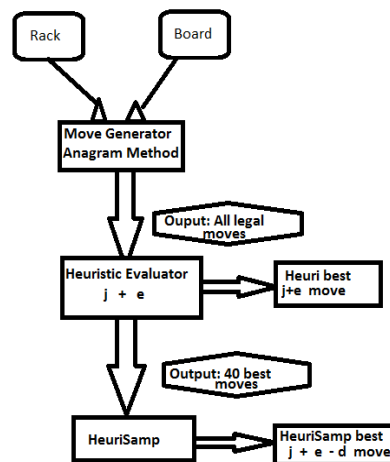 Rack
Board
Move Generator
Anagram Method
Ouput: All legal
moves
Heuristic Evaluator
j + e
Heuri best
j+e move
Output: 40 best
moves
HeuriSamp
HeuriSamp best
j + e - d move